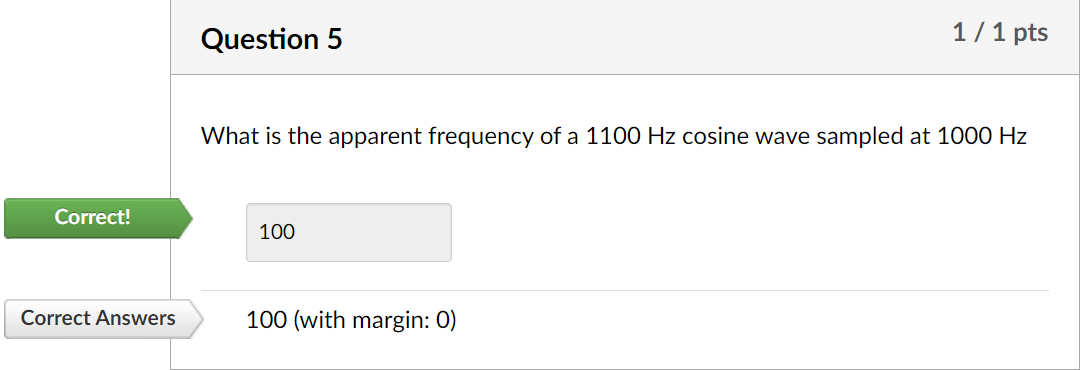 Question 5
1 / 1 pts
What is the apparent frequency of a 1100 Hz cosine wave sampled at 1000 Hz
Correct!
100
Correct Answers
100 (with margin: 0)